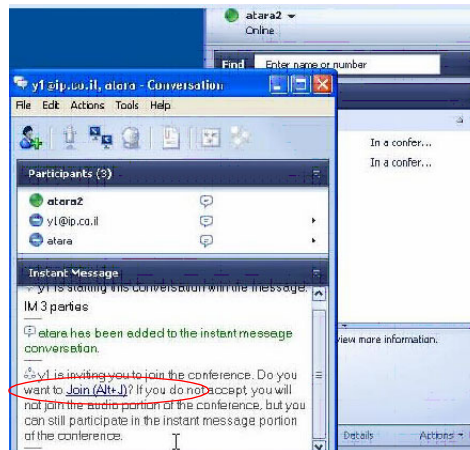 atara2
Online
Find Enter name or number
y1@ip.co.il, atara - Conversation
File Edit Actions Tools Help
In a confer...
In a confer...
Participants (3)
atara2
y1@ip.co.il
atara
Instant Message
y1 is starting this conversation with the message:
IM 3 parties
atara has been added to the instant message
conversation.
view more information.
y1 is inviting you to join the conference. Do you
want to Join (Alt+J)? If you do not accept, you will
not join the audio portion of the conference, but you
can still participate in the instant message portion
of the conference.
Details Actions